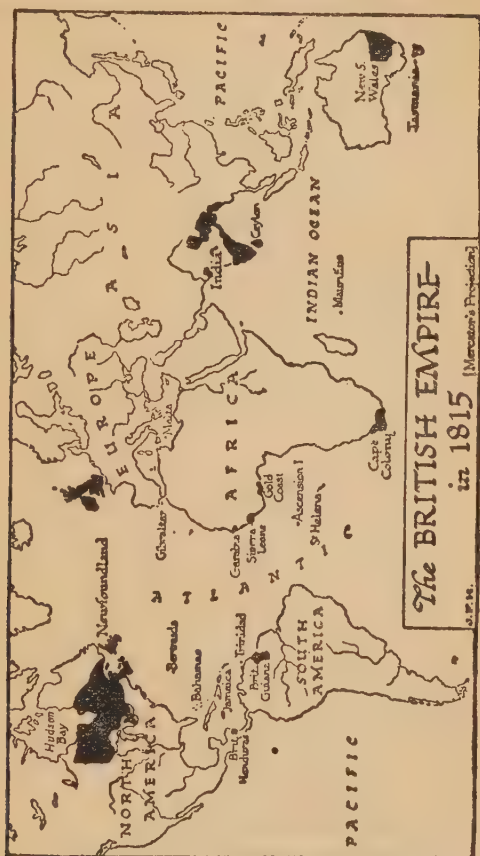 Hudson
Bay
Newfoundland
NORTH
AMERICA
Bermuda
Bahamas
Jamaica
Trinidad
Brit.
Honduras
Brit.
Guiana
SOUTH
AMERICA
PACIFIC
EUROPE
Gibraltar
Malta
AFRICA
Gambia
Sierra
Leone
Gold
Coast
Ascension I
St Helena
Cape
Colony
ASIA
India
Ceylon
INDIAN OCEAN
Mauritius
PACIFIC
New S.
Wales
Tasmania
The BRITISH EMPIRE
in 1815
[Mercator's Projection]